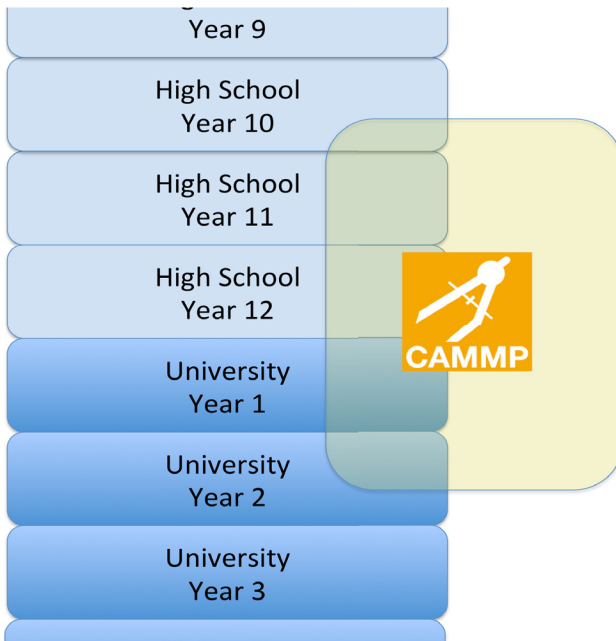 Year 9
High School
Year 10
High School
Year 11
High School
Year 12
CAMMP
University
Year 1
University
Year 2
University
Year 3